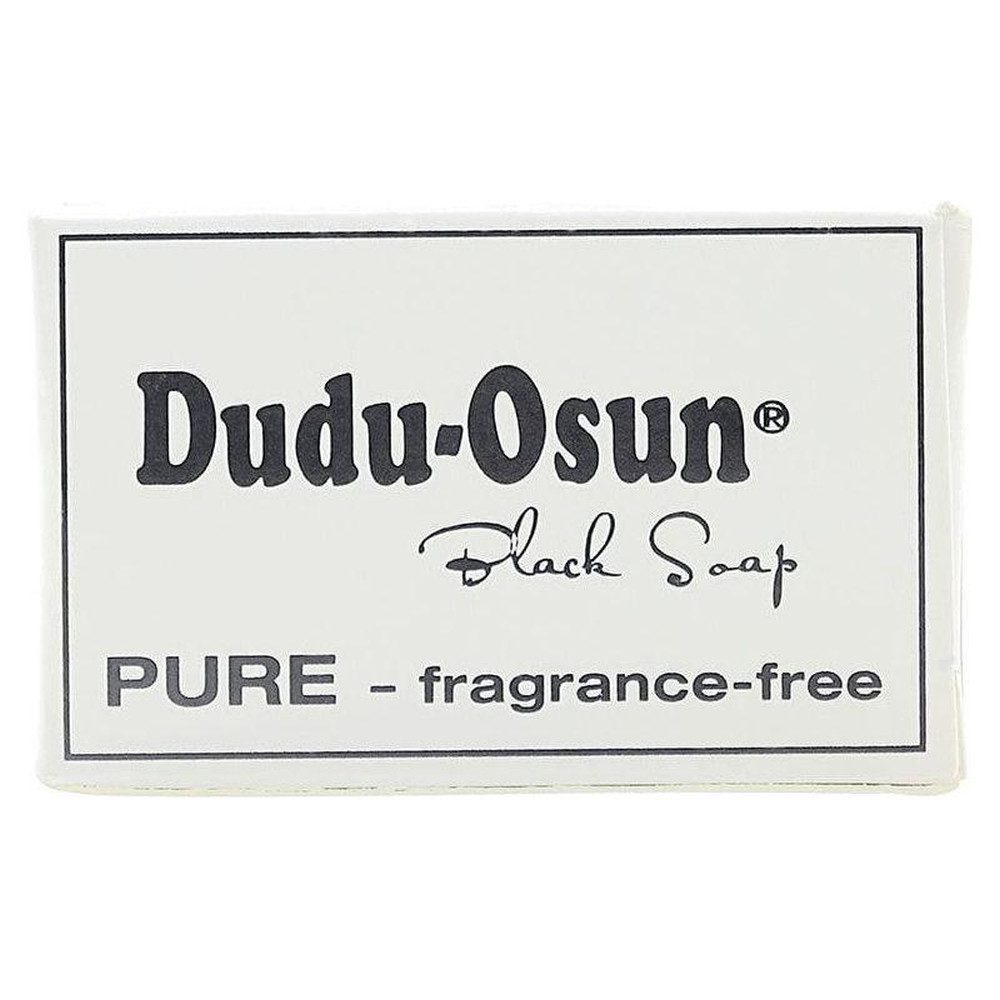 Dudu-Osun®
Black Soap
PURE - fragrance-free